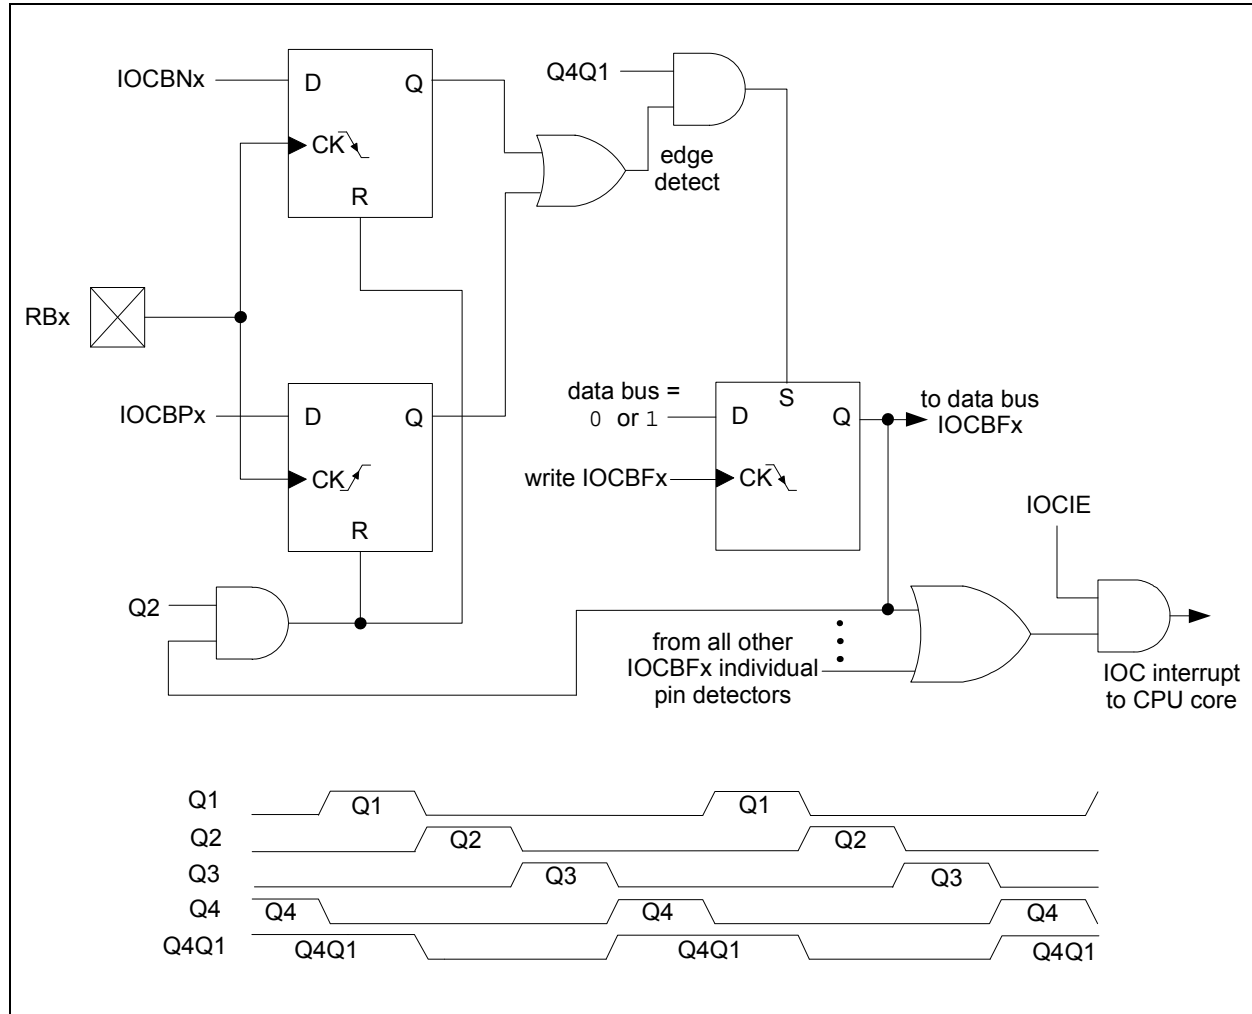 IOCBNx
D
Q
CK
R
Q4Q1
edge
detect
RBx
IOCBPx
D
Q
CK
R
data bus =
0 or 1
S
D
Q
to data bus
IOCBFx
write IOCBFx
CK
IOCIE
Q2
from all other
IOCBFx individual
pin detectors
IOC interrupt
to CPU core
Q1
Q1
Q1
Q2
Q2
Q2
Q3
Q3
Q3
Q4
Q4
Q4
Q4
Q4Q1
Q4Q1
Q4Q1
Q4Q1